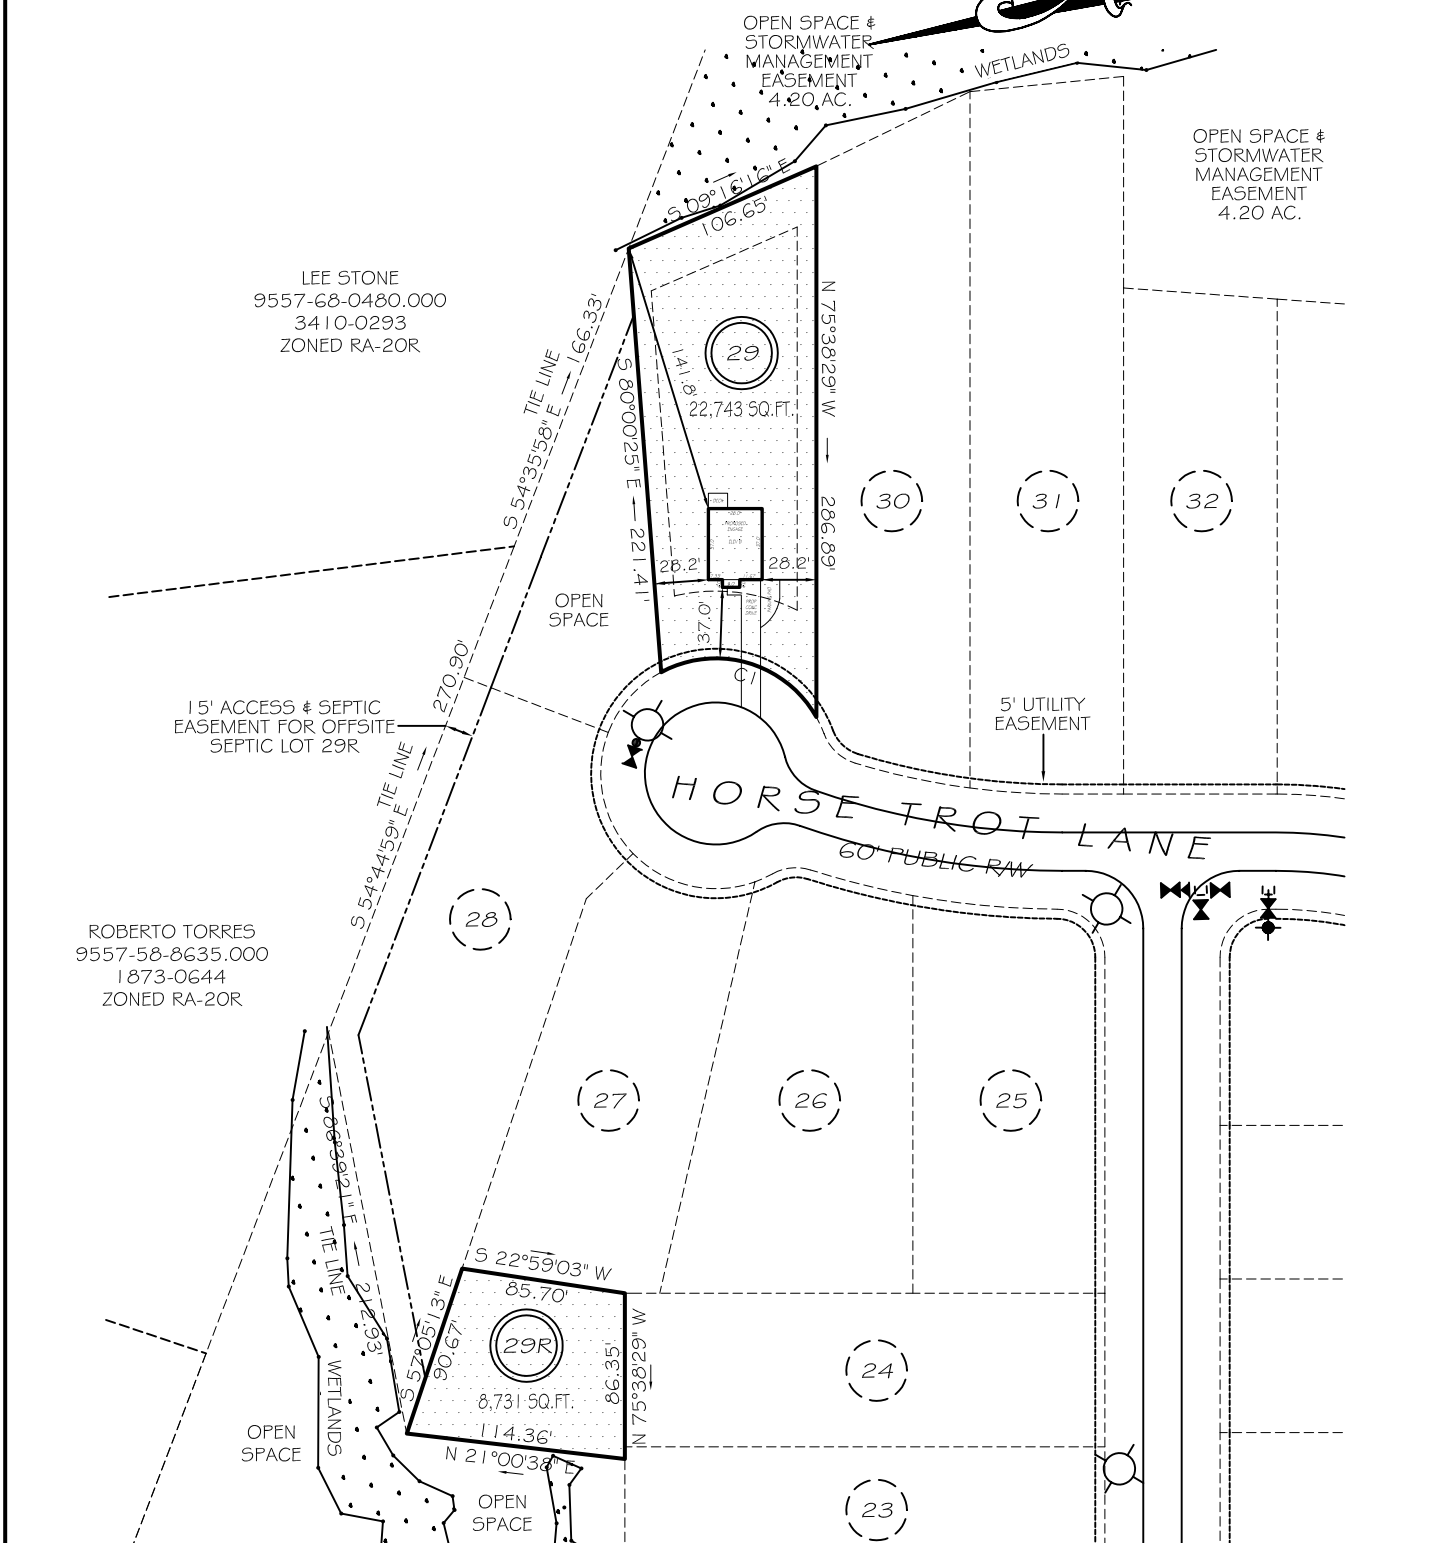 OPEN SPACE &
STORMWATER
MANAGEMENT
EASEMENT
4.20 AC.
WETLANDS
OPEN SPACE &
STORMWATER
MANAGEMENT
EASEMENT
4.20 AC.
S 09°16'16" E
106.65'
LEE STONE
9557-68-0480.000
3410-0293
ZONED RA-20R
TIE LINE
S 54°35'58" E
166.33'
S 80°00'25" E
221.41'
141.8'
29
22,743 SQ.FT.
N 75°38'29" W
286.89'
30
31
32
28.2'
28.2'
37.0'
C1
OPEN
SPACE
270.90'
15' ACCESS & SEPTIC
EASEMENT FOR OFFSITE
SEPTIC LOT 29R
5' UTILITY
EASEMENT
TIE LINE
S 54°44'59" E
HORSE TROT LANE
60' PUBLIC R/W
28
ROBERTO TORRES
9557-58-8635.000
1873-0644
ZONED RA-20R
27
26
25
S 86°39'21" E
TIE LINE
212.93'
S 22°59'03" W
85.70'
S 57°05'13" E
90.67'
29R
8,731 SQ.FT.
86.35'
N 75°38'29" W
114.36'
N 21°00'38" E
24
WETLANDS
OPEN
SPACE
OPEN
SPACE
23